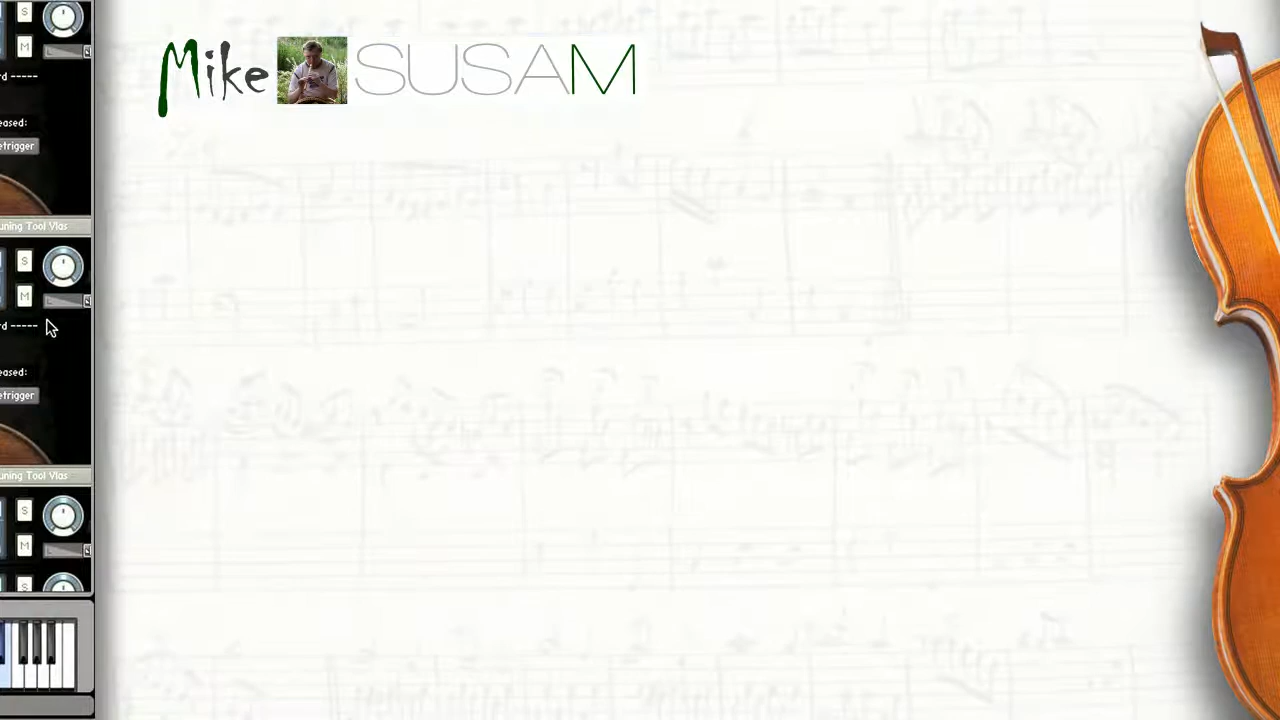 Mike SUSAM
S
M
rd -----
eased:
etrigger
uning Tool Vlas
S
M
rd -----
eased:
etrigger
uning Tool Vlas
S
M
S